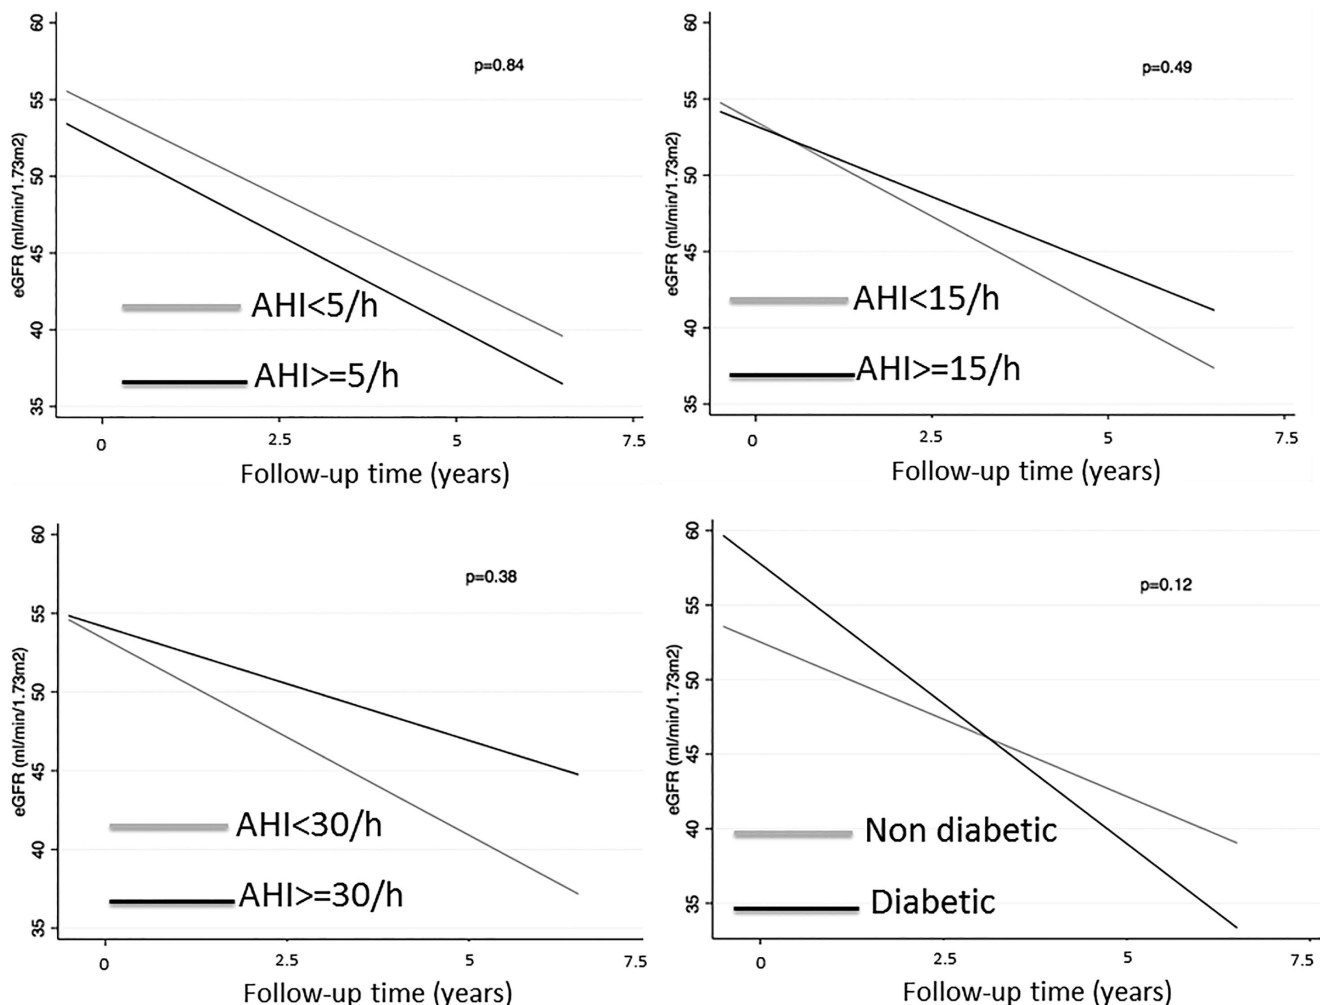 60
55
50
45
40
35
eGFR (ml/min/1.73m2)
p=0.84
AHI<5/h
AHI>=5/h
0
2.5
5
7.5
Follow-up time (years)
60
55
50
45
40
35
eGFR (ml/min/1.73m2)
p=0.49
AHI<15/h
AHI>=15/h
0
2.5
5
7.5
Follow-up time (years)
60
55
50
45
40
35
eGFR (ml/min/1.73m2)
p=0.38
AHI<30/h
AHI>=30/h
0
2.5
5
7.5
Follow-up time (years)
60
55
50
45
40
35
eGFR (ml/min/1.73m2)
p=0.12
Non diabetic
Diabetic
0
2.5
5
7.5
Follow-up time (years)